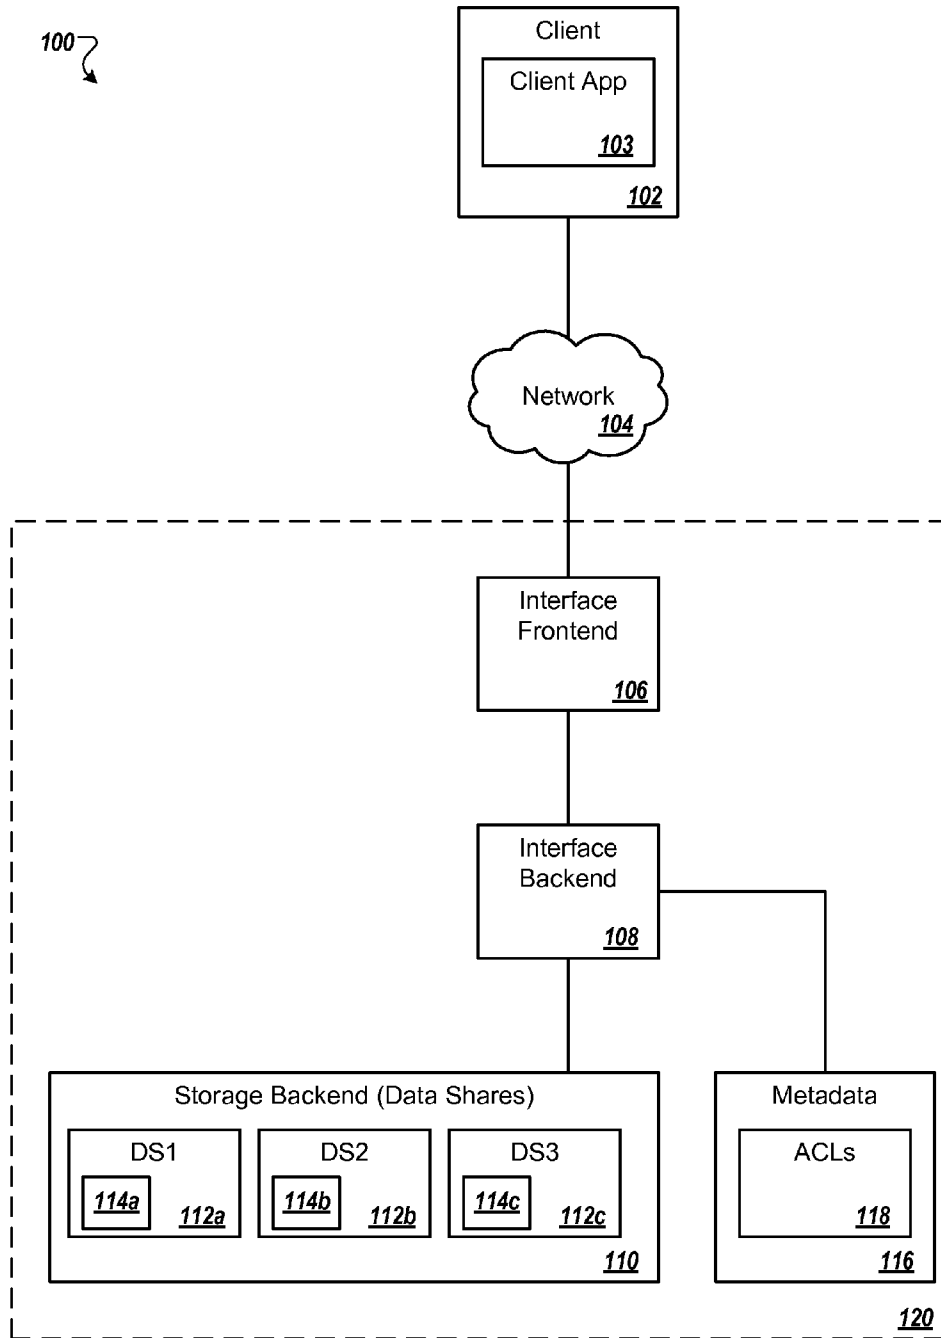 100
Client
Client App
103
102
Network
104
Interface
Frontend
106
Interface
Backend
108
Storage Backend (Data Shares)
DS1
114a
112a
DS2
114b
112b
DS3
114c
112c
110
Metadata
ACLs
118
116
120